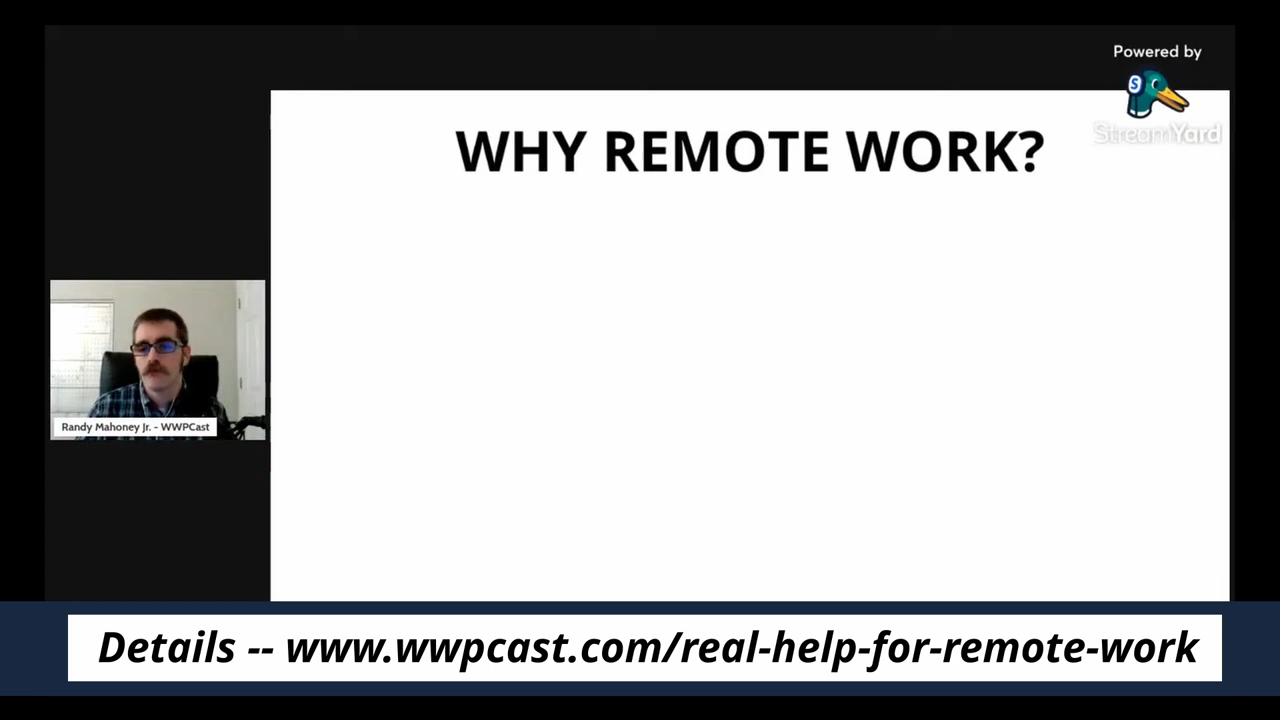 Powered by
S
StreamYard
WHY REMOTE WORK?
Randy Mahoney Jr. - WWPCast
Details -- www.wwpcast.com/real-help-for-remote-work